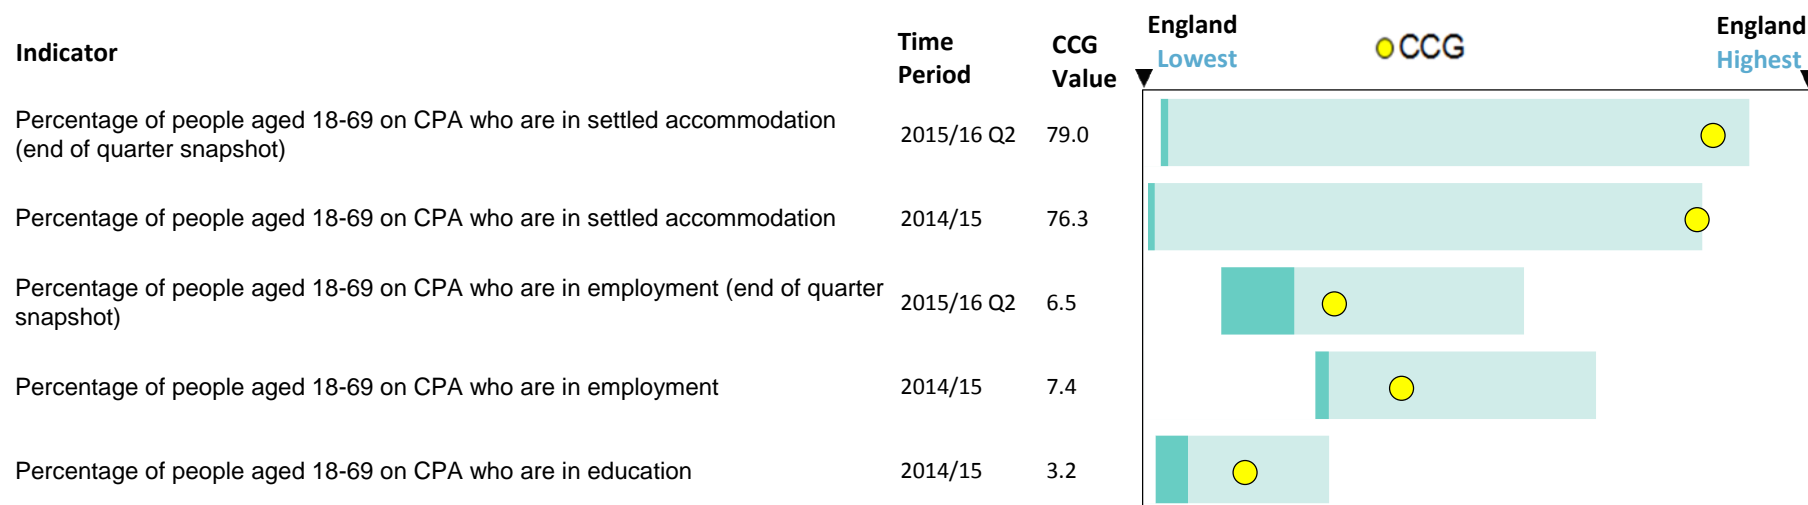 Indicator
Time Period
CCG Value
England Lowest
CCG
England Highest
Percentage of people aged 18-69 on CPA who are in settled accommodation
(end of quarter snapshot)
2015/16 Q2
79.0
Percentage of people aged 18-69 on CPA who are in settled accommodation
2014/15
76.3
Percentage of people aged 18-69 on CPA who are in employment (end of quarter
snapshot)
2015/16 Q2
6.5
Percentage of people aged 18-69 on CPA who are in employment
2014/15
7.4
Percentage of people aged 18-69 on CPA who are in education
2014/15
3.2